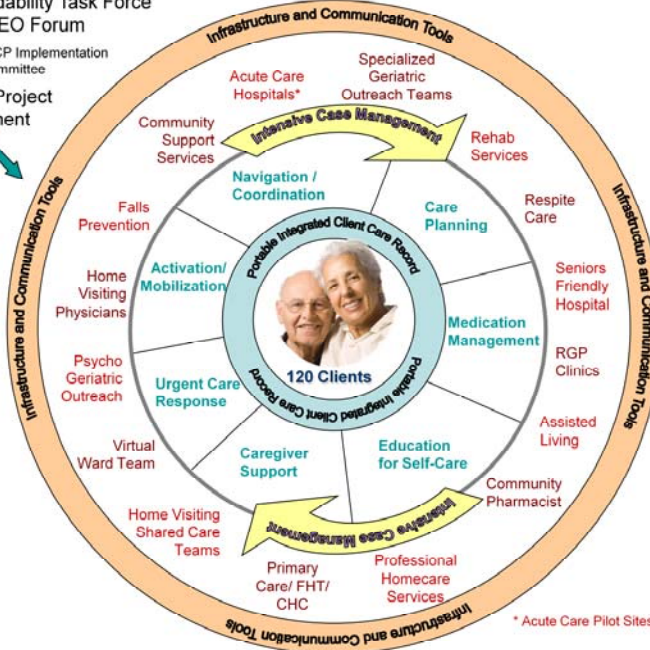 Task Force
EO Forum
CP Implementation
Project
Infrastructure and Communication Tools
Acute Care
Hospitals*
Specialized
Geriatric
Outreach Teams
Community
Support
Services
Intensive Case Management
Rehab
Services
Navigation /
Coordination
Care
Planning
Respite
Care
Falls
Prevention
Portable Integrated Client Care Record
Infrastructure and Communication Tools
Infrastructure and Communication Tools
Activation/
Mobilization
Home
Visiting
Physicians
Seniors
Friendly
Hospital
Medication
Management
RGP
Clinics
Psycho
Geriatric
Outreach
120 Clients
Urgent Care
Response
Portable Integrated Client Care Record
Assisted
Living
Virtual
Ward Team
Caregiver
Support
Education
for Self-Care
Community
Pharmacist
Home Visiting
Shared Care
Teams
Intensive Case Management
Primary
Care/ FHT/
CHC
Professional
Homecare
Services
Infrastructure and Communication Tools
* Acute Care Pilot Sites